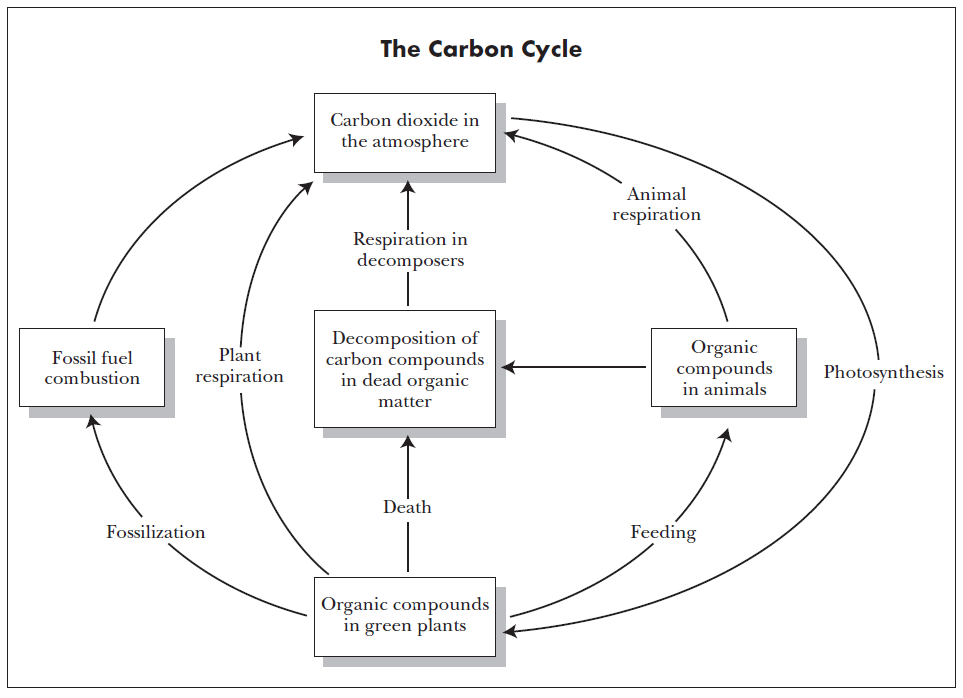 The Carbon Cycle
Carbon dioxide in
the atmosphere
Animal
respiration
Respiration in
decomposers
Fossil fuel
combustion
Plant
respiration
Decomposition of
carbon compounds
in dead organic
matter
Organic
compounds
in animals
Photosynthesis
Fossilization
Death
Feeding
Organic compounds
in green plants